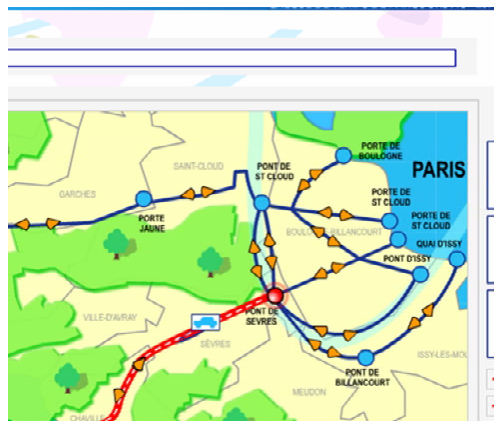 PORTE DE
BOULOGNE
SAINT-CLOUD
PONT DE
ST CLOUD
PARIS
GARCHES
PORTE DE
ST CLOUD
PORTE
JAUNE
PORTE DE
ST CLOUD
BOULOGNE-BILLANCOURT
QUAI D'ISSY
PONT D'ISSY
PONT DE
SEVRES
VILLE-D'AVRAY
SÈVRES
ISSY-LES-MOU
PONT DE
BILLANCOURT
MEUDON
CHAVILLE